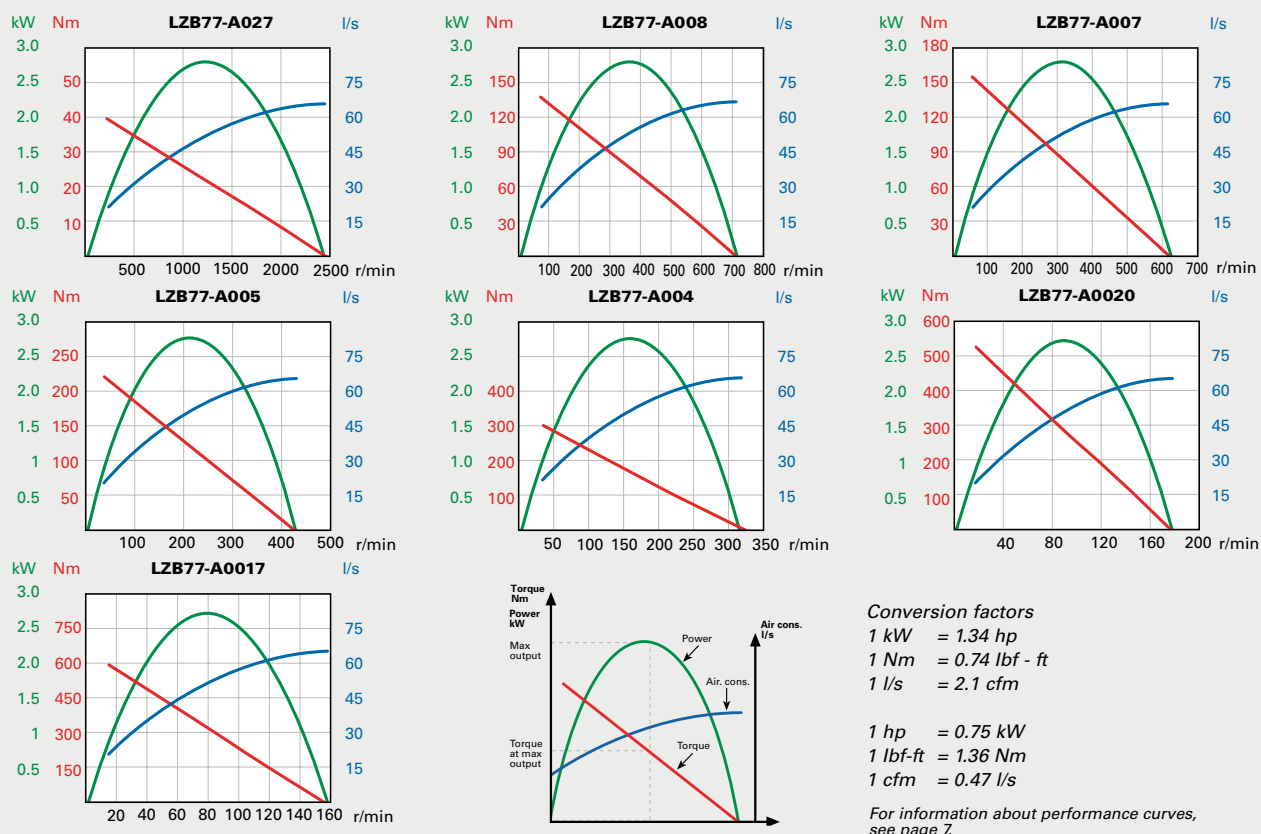 kW Nm LZB77-A027 l/s
3.0
2.5 50 75
2.0 40 60
1.5 30 45
1.0 20 30
0.5 10 15
500 1000 1500 2000 2500 r/min
kW Nm LZB77-A008 l/s
3.0
2.5 150 75
2.0 120 60
1.5 90 45
1.0 60 30
0.5 30 15
100 200 300 400 500 600 700 800 r/min
kW Nm LZB77-A007 l/s
3.0 180
2.5 150 75
2.0 120 60
1.5 90 45
1.0 60 30
0.5 30 15
100 200 300 400 500 600 700 r/min
kW Nm LZB77-A005 l/s
3.0
2.5 250 75
2.0 200 60
1.5 150 45
1 100 30
0.5 50 15
100 200 300 400 500 r/min
kW Nm LZB77-A004 l/s
3.0
2.5 75
2.0 400 60
1.5 300 45
1.0 200 30
0.5 100 15
50 100 150 200 250 300 350 r/min
kW Nm LZB77-A0020 l/s
3.0 600
2.5 500 75
2.0 400 60
1.5 300 45
1 200 30
0.5 100 15
40 80 120 160 200 r/min
kW Nm LZB77-A0017 l/s
3.0
2.5 750 75
2.0 600 60
1.5 450 45
1 300 30
0.5 150 15
20 40 60 80 100 120 140 160 r/min
Torque
Nm
Power
kW
Air cons.
l/s
Max
output
Power
Air. cons.
Torque
at max
output
Torque
Conversion factors
1 kW = 1.34 hp
1 Nm = 0.74 lbf - ft
1 l/s = 2.1 cfm
1 hp = 0.75 kW
1 lbf-ft = 1.36 Nm
1 cfm = 0.47 l/s
For information about performance curves,
see page 7.